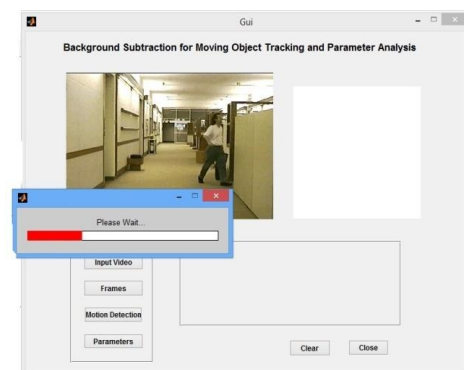 Gui
Background Subtraction for Moving Object Tracking and Parameter Analysis
Please Wait...
Input Video
Frames
Motion Detection
Parameters
Clear
Close